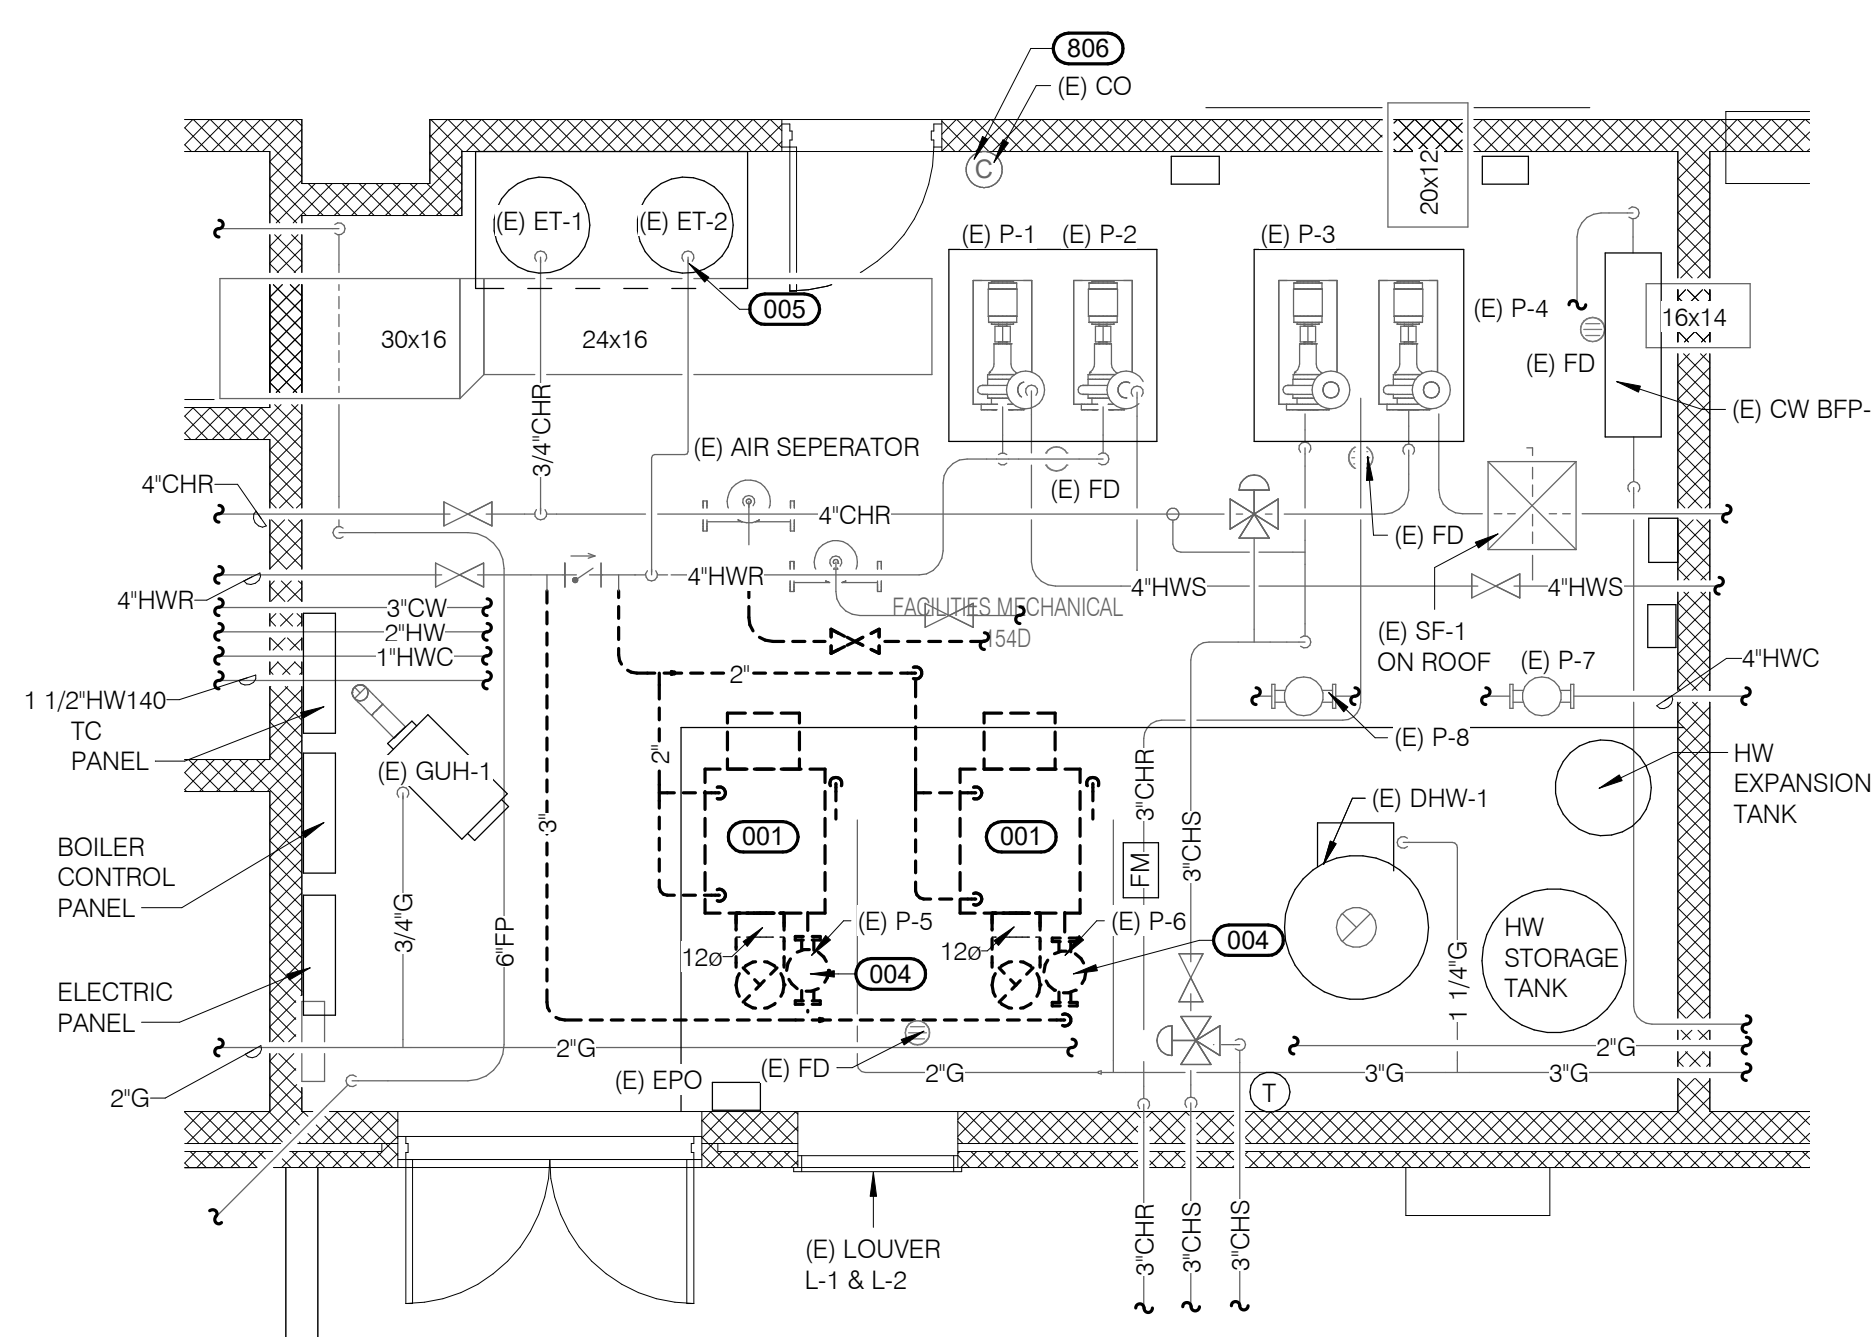 806
(E) CO
C
20x12
(E) ET-1
(E) ET-2
(E) P-1
(E) P-2
(E) P-3
(E) P-4
005
16x14
30x16
24x16
(E) FD
(E) CW BFP-
3/4"CHR
(E) AIR SEPERATOR
4"CHR
(E) FD
4"CHR
(E) FD
4"HWR
4"HWR
4"HWS
4"HWS
3"CW
FACILITIES MECHANICAL
154D
2"HW
1"HWC
(E) SF-1
ON ROOF
(E) P-7
4"HWC
1 1/2"HW140
2"
TC
PANEL
(E) P-8
2"
(E) GUH-1
3"CHR
HW
EXPANSION
TANK
(E) DHW-1
3"
001
001
3"CHS
BOILER
CONTROL
PANEL
FM
3/4"G
6"FP
(E) P-5
(E) P-6
12ø
12ø
004
004
HW
STORAGE
TANK
1 1/4"G
ELECTRIC
PANEL
2"G
2"G
2"G
(E) EPO
(E) FD
2"G
3"G
3"G
T
(E) LOUVER
L-1 & L-2
3"CHR
3"CHS
3"CHS